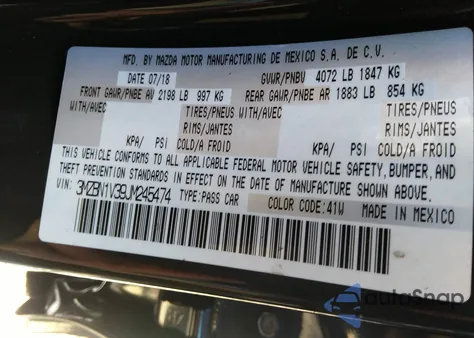 MFD. BY MAZDA MOTOR MANUFACTURING DE MEXICO S.A. DE C.V.
DATE 07/18 GVWR/PNBV 4072 LB 1847 KG
FRONT GAWR/PNBE AV 2198 LB 997 KG REAR GAWR/PNBE AR 1883 LB 854 KG
WITH/AVEC TIRES/PNEUS WITH/AVEC TIRES/PNEUS
RIMS/JANTES RIMS/JANTES
KPA/ PSI COLD/A FROID KPA/ PSI COLD/A FROID
THIS VEHICLE CONFORMS TO ALL APPLICABLE FEDERAL MOTOR VEHICLE SAFETY, BUMPER, AND
THEFT PREVENTION STANDARDS IN EFFECT ON THE DATE OF MANUFACTURE SHOWN ABOVE.
VIN: 3MZBN1V39JM245474 TYPE: PASS CAR COLOR CODE: 41W MADE IN MEXICO
autoSnap